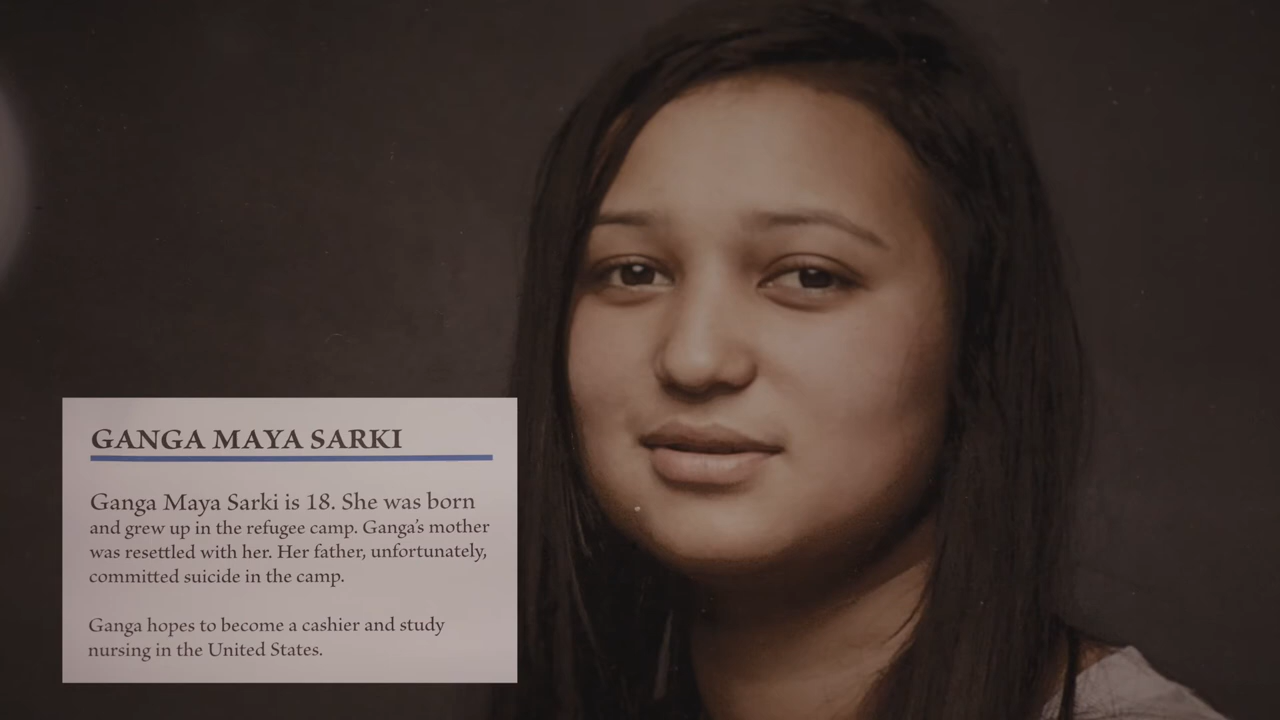 GANGA MAYA SARKI
Ganga Maya Sarki is 18. She was born
and grew up in the refugee camp. Ganga's mother
was resettled with her. Her father, unfortunately,
committed suicide in the camp.
Ganga hopes to become a cashier and study
nursing in the United States.